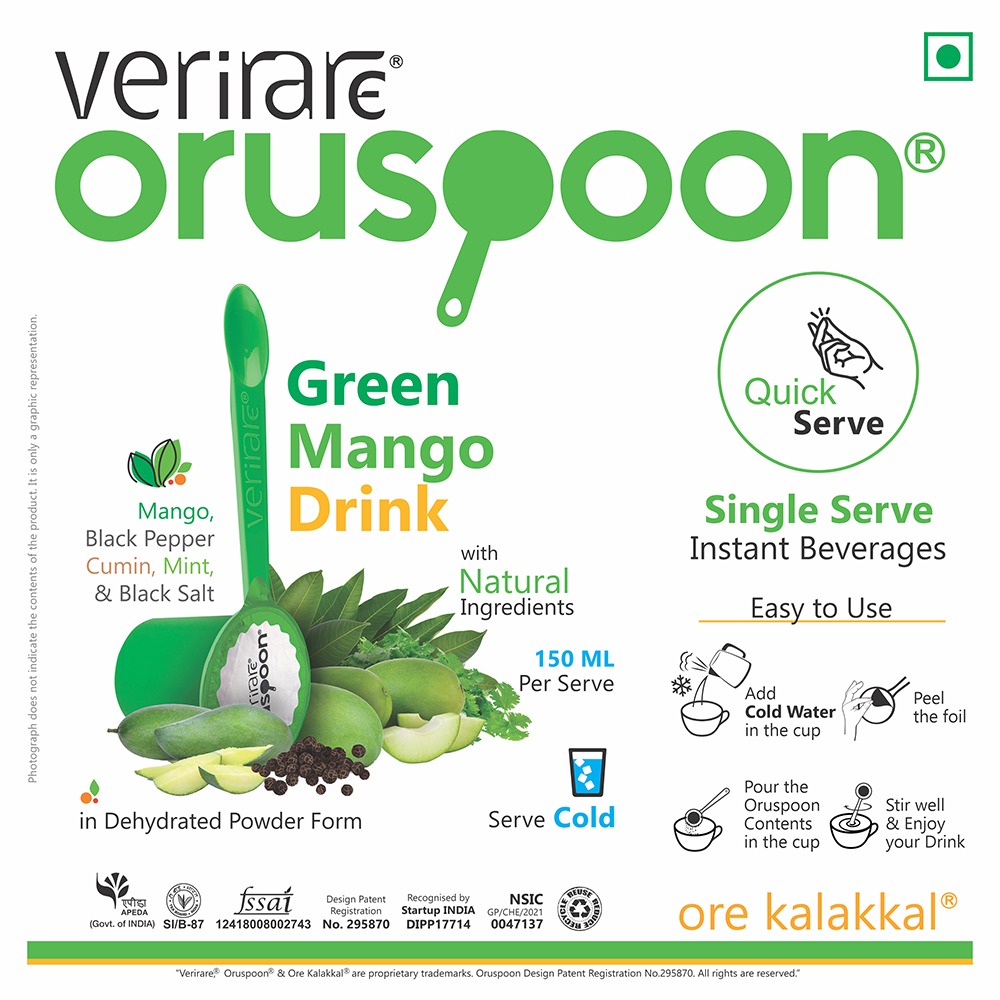 verirare®
oruspoon®
Photograph does not indicate the contents of the product. It is only a graphic representation.
verirare®
Green
Mango
Drink
Mango,
Black Pepper
Cumin, Mint,
& Black Salt
with
Natural
Ingredients
150 ML
Per Serve
verirare®
in Dehydrated Powder Form
Serve Cold
Quick
Serve
Single Serve
Instant Beverages
Easy to Use
Add
Cold Water
in the cup
Peel
the foil
Pour the
Oruspoon
Contents
in the cup
Stir well
& Enjoy
your Drink
एपीडा
APEDA
(Govt. of INDIA)
SI/B-87
fssai
12418008002743
Design Patent
Registration
No. 295870
Recognised by
Startup INDIA
DIPP17714
NSIC
GP/CHE/2021
0047137
REUSE REDUCE RECYCLE
ore kalakkal®
"Verirare®, Oruspoon® & Ore Kalakkal® are proprietary trademarks. Oruspoon Design Patent Registration No.295870. All rights are reserved."